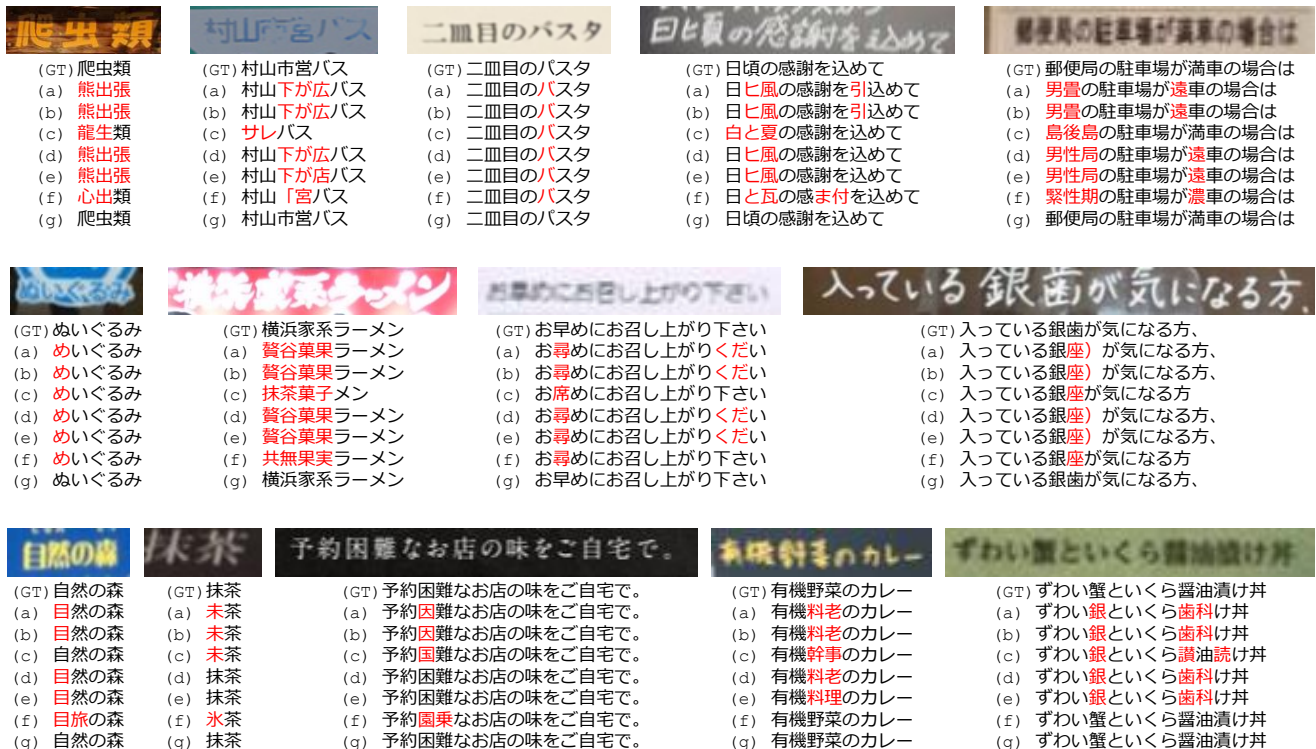 爬虫類
(GT) 爬虫類
(a) 熊出張
(b) 熊出張
(c) 龍生類
(d) 熊出張
(e) 熊出張
(f) 心出類
(g) 爬虫類
村山市営バス
(GT) 村山市営バス
(a) 村山下が広バス
(b) 村山下が広バス
(c) サレバス
(d) 村山下が広バス
(e) 村山下が店バス
(f) 村山「宮バス
(g) 村山市営バス
二皿目のパスタ
(GT) 二皿目のパスタ
(a) 二皿目のバスタ
(b) 二皿目のバスタ
(c) 二皿目のバスタ
(d) 二皿目のバスタ
(e) 二皿目のバスタ
(f) 二皿目のバスタ
(g) 二皿目のパスタ
日頃の感謝を込めて
(GT) 日頃の感謝を込めて
(a) 日ヒ風の感謝を引込めて
(b) 日ヒ風の感謝を引込めて
(c) 白と夏の感謝を込めて
(d) 日ヒ風の感謝を込めて
(e) 日ヒ風の感謝を込めて
(f) 日と瓦の感ま付を込めて
(g) 日頃の感謝を込めて
郵便局の駐車場が満車の場合は
(GT) 郵便局の駐車場が満車の場合は
(a) 男畳の駐車場が遠車の場合は
(b) 男畳の駐車場が遠車の場合は
(c) 島後島の駐車場が満車の場合は
(d) 男性局の駐車場が遠車の場合は
(e) 男性局の駐車場が遠車の場合は
(f) 緊性期の駐車場が濃車の場合は
(g) 郵便局の駐車場が満車の場合は
ぬいぐるみ
(GT) ぬいぐるみ
(a) めいぐるみ
(b) めいぐるみ
(c) めいぐるみ
(d) めいぐるみ
(e) めいぐるみ
(f) めいぐるみ
(g) ぬいぐるみ
横浜家系ラーメン
(GT) 横浜家系ラーメン
(a) 贅谷菓果ラーメン
(b) 贅谷菓果ラーメン
(c) 抹茶菓子メン
(d) 贅谷菓果ラーメン
(e) 贅谷菓果ラーメン
(f) 共無果実ラーメン
(g) 横浜家系ラーメン
お早めにお召し上がり下さい
(GT) お早めにお召し上がり下さい
(a) お尋めにお召し上がりくだい
(b) お尋めにお召し上がりくだい
(c) お席めにお召し上がり下さい
(d) お尋めにお召し上がりくだい
(e) お尋めにお召し上がりくだい
(f) お尋めにお召し上がり下さい
(g) お早めにお召し上がり下さい
入っている銀歯が気になる方、
(GT) 入っている銀歯が気になる方、
(a) 入っている銀座）が気になる方、
(b) 入っている銀座）が気になる方、
(c) 入っている銀座が気になる方
(d) 入っている銀座）が気になる方、
(e) 入っている銀座）が気になる方、
(f) 入っている銀座が気になる方
(g) 入っている銀歯が気になる方、
自然の森
(GT) 自然の森
(a) 目然の森
(b) 目然の森
(c) 自然の森
(d) 目然の森
(e) 目然の森
(f) 目旅の森
(g) 自然の森
抹茶
(GT) 抹茶
(a) 未茶
(b) 未茶
(c) 未茶
(d) 抹茶
(e) 抹茶
(f) 氷茶
(g) 抹茶
予約困難なお店の味をご自宅で。
(GT) 予約困難なお店の味をご自宅で。
(a) 予約因難なお店の味をご自宅で。
(b) 予約因難なお店の味をご自宅で。
(c) 予約国難なお店の味をご自宅で。
(d) 予約困難なお店の味をご自宅で。
(e) 予約困難なお店の味をご自宅で。
(f) 予約園乗なお店の味をご自宅で。
(g) 予約困難なお店の味をご自宅で。
有機野菜のカレー
(GT) 有機野菜のカレー
(a) 有機料老のカレー
(b) 有機料老のカレー
(c) 有機幹事のカレー
(d) 有機料老のカレー
(e) 有機料理のカレー
(f) 有機野菜のカレー
(g) 有機野菜のカレー
ずわい蟹といくら醤油漬け丼
(GT) ずわい蟹といくら醤油漬け丼
(a) ずわい銀といくら歯科け丼
(b) ずわい銀といくら歯科け丼
(c) ずわい銀といくら讃油読け丼
(d) ずわい銀といくら歯科け丼
(e) ずわい銀といくら歯科け丼
(f) ずわい蟹といくら醤油漬け丼
(g) ずわい蟹といくら醤油漬け丼